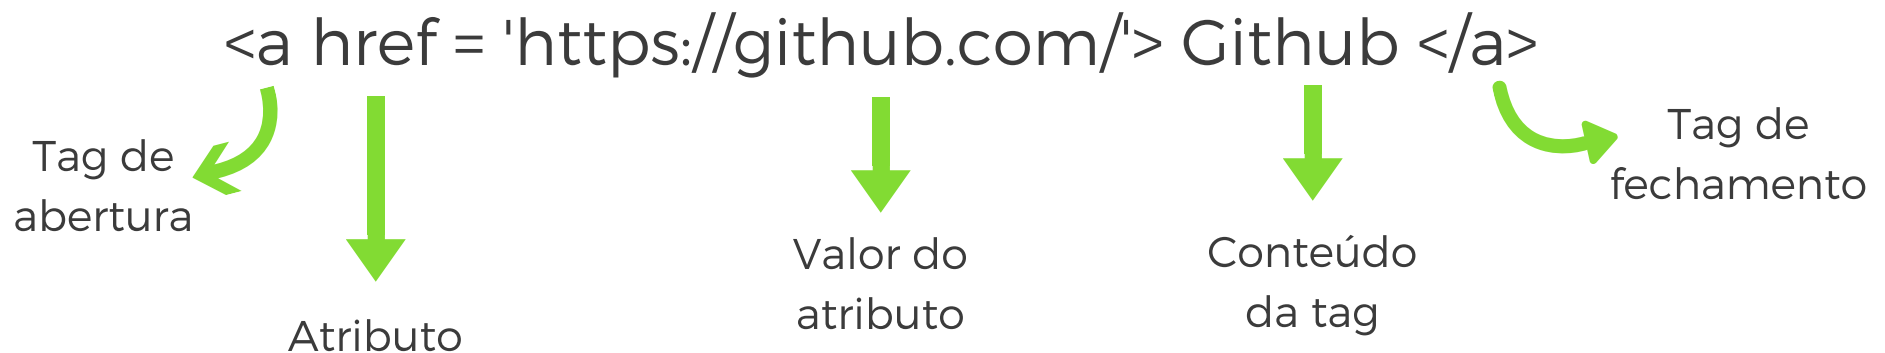 <a href = 'https://github.com/'> Github </a>
Tag de
abertura
Atributo
Valor do
atributo
Conteúdo
da tag
Tag de
fechamento